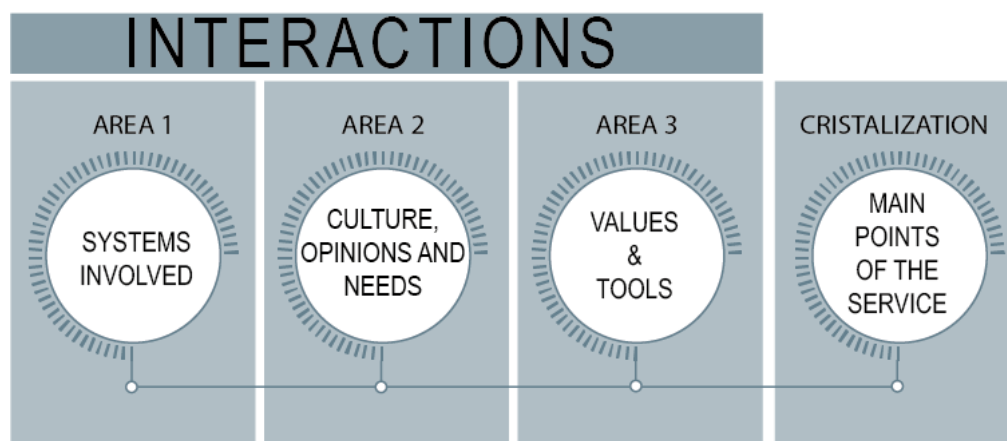 INTERACTIONS
AREA 1
SYSTEMS
INVOLVED
AREA 2
CULTURE,
OPINIONS AND
NEEDS
AREA 3
VALUES
&
TOOLS
CRISTALIZATION
MAIN
POINTS
OF THE
SERVICE